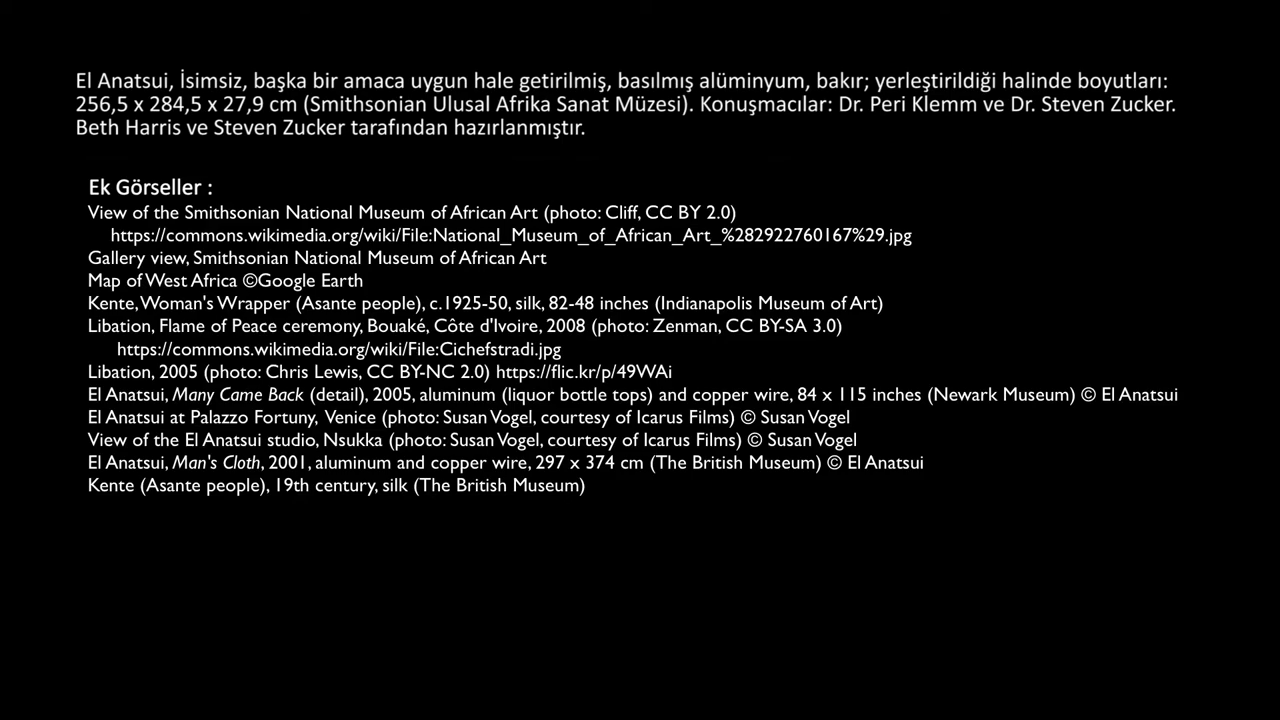 El Anatsui, İsimsiz, başka bir amaca uygun hale getirilmiş, basılmış alüminyum, bakır; yerleştirildiği halinde boyutları:
256,5 x 284,5 x 27,9 cm (Smithsonian Ulusal Afrika Sanat Müzesi). Konuşmacılar: Dr. Peri Klemm ve Dr. Steven Zucker.
Beth Harris ve Steven Zucker tarafından hazırlanmıştır.
Ek Görseller :
View of the Smithsonian National Museum of African Art (photo: Cliff, CC BY 2.0)
https://commons.wikimedia.org/wiki/File:National_Museum_of_African_Art_%282922760167%29.jpg
Gallery view, Smithsonian National Museum of African Art
Map of West Africa ©Google Earth
Kente, Woman's Wrapper (Asante people), c.1925-50, silk, 82-48 inches (Indianapolis Museum of Art)
Libation, Flame of Peace ceremony, Bouaké, Côte d'Ivoire, 2008 (photo: Zenman, CC BY-SA 3.0)
https://commons.wikimedia.org/wiki/File:Cichefstradi.jpg
Libation, 2005 (photo: Chris Lewis, CC BY-NC 2.0) https://flic.kr/p/49WAi
El Anatsui, Many Came Back (detail), 2005, aluminum (liquor bottle tops) and copper wire, 84 x 115 inches (Newark Museum) © El Anatsui
El Anatsui at Palazzo Fortuny, Venice (photo: Susan Vogel, courtesy of Icarus Films) © Susan Vogel
View of the El Anatsui studio, Nsukka (photo: Susan Vogel, courtesy of Icarus Films) © Susan Vogel
El Anatsui, Man's Cloth, 2001, aluminum and copper wire, 297 x 374 cm (The British Museum) © El Anatsui
Kente (Asante people), 19th century, silk (The British Museum)